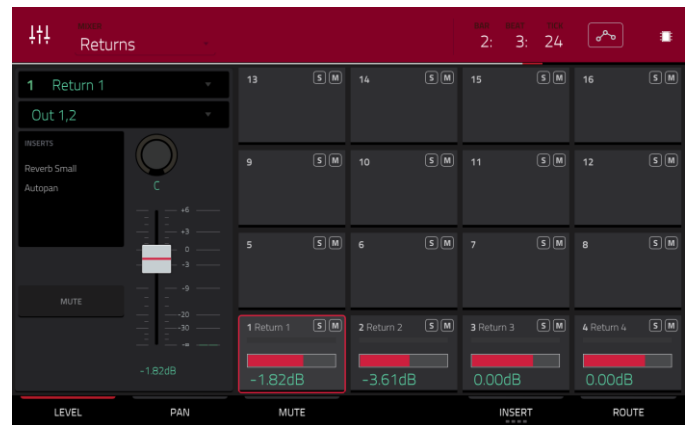 Returns
BAR BEAT TICK
2: 3: 24
1 Return 1
Out 1,2
INSERTS
Reverb Small
Autopan
C
+6
+3
0
-3
-9
-20
-30
-∞
MUTE
-1.82dB
13 S M 14 S M 15 S M 16 S M
9 S M 10 S M 11 S M 12 S M
5 S M 6 S M 7 S M 8 S M
1 Return 1 S M 2 Return 2 S M 3 Return 3 S M 4 Return 4 S M
-1.82dB -3.61dB 0.00dB 0.00dB
LEVEL PAN MUTE INSERT ROUTE